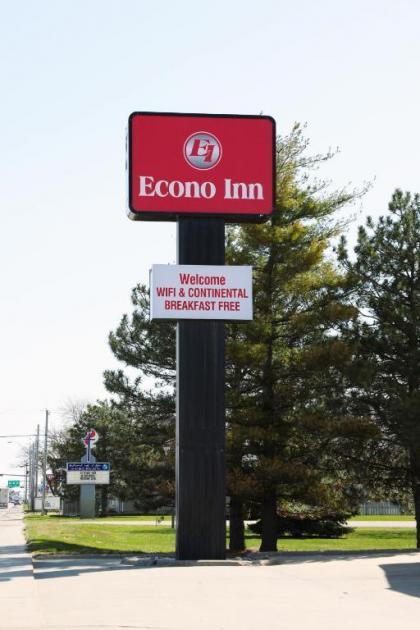 EI
Econo Inn
Welcome
WIFI & CONTINENTAL
BREAKFAST FREE